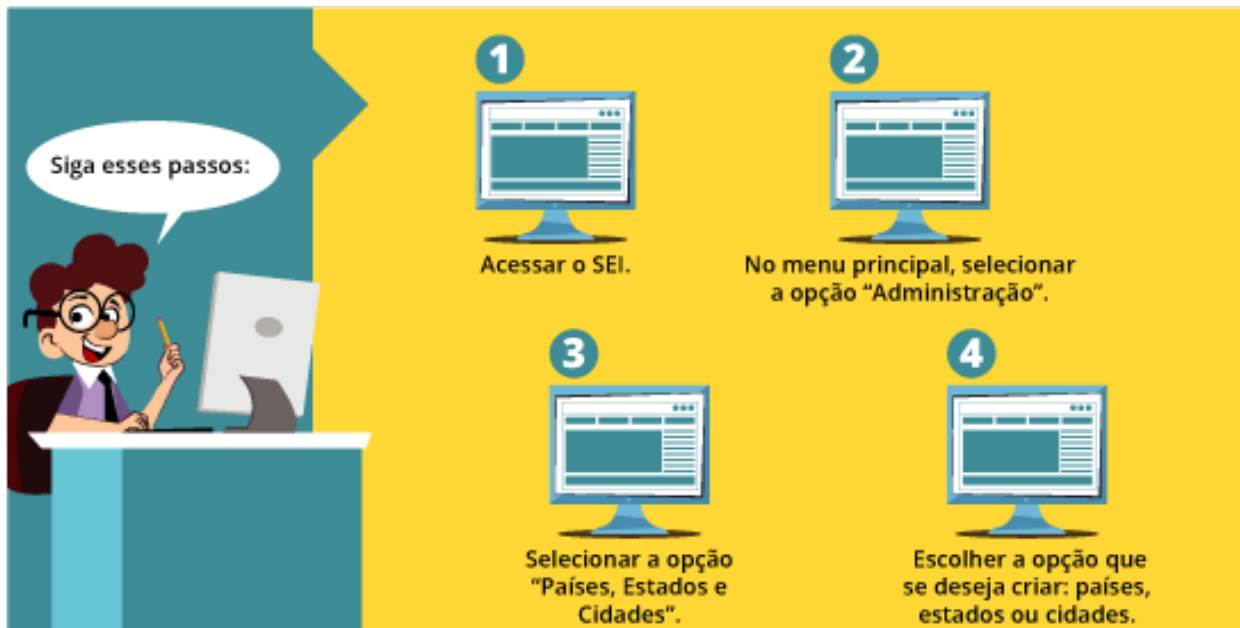 Siga esses passos:
1
Acessar o SEI.
2
No menu principal, selecionar
a opção “Administração”.
3
Selecionar a opção
“Países, Estados e
Cidades”.
4
Escolher a opção que
se deseja criar: países,
estados ou cidades.